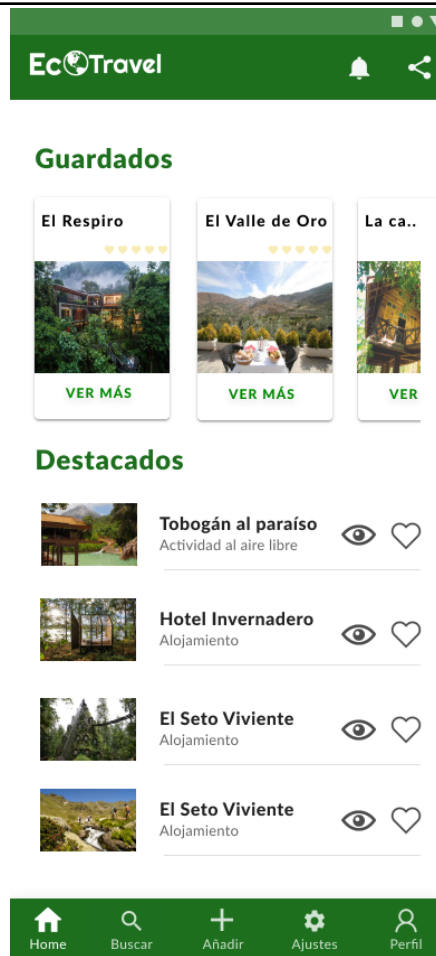 EcoTravel
Guardados
El Respiro
El Valle de Oro
La ca..
VER MÁS
VER MÁS
VER
Destacados
Tobogán al paraíso
Actividad al aire libre
Hotel Invernadero
Alojamiento
El Seto Viviente
Alojamiento
El Seto Viviente
Alojamiento
Home
Buscar
Añadir
Ajustes
Perfil